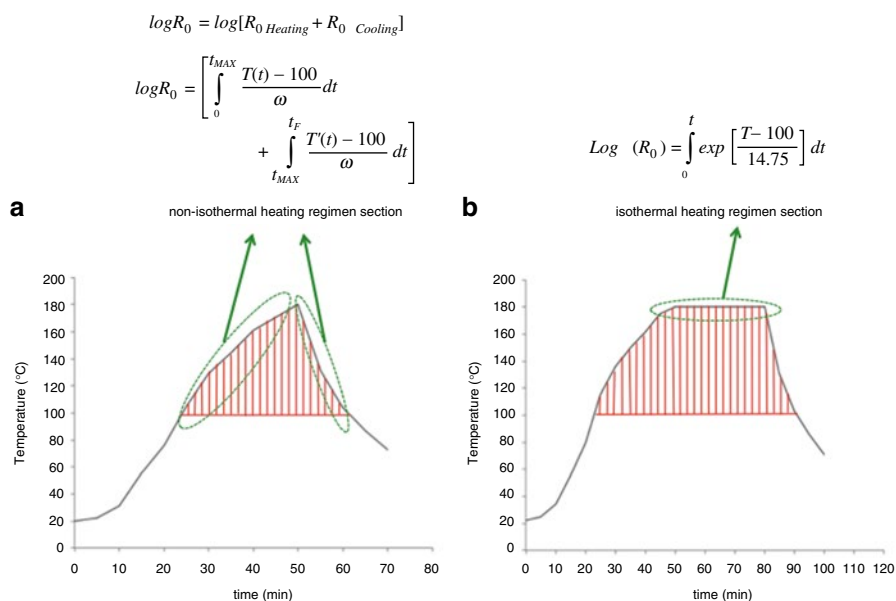 logR₀ = log[R₀ Heating + R₀ Cooling]
logR₀ = [ ∫₀^tMAX (T(t) – 100)/ω dt
+ ∫tMAX^tF (T'(t) – 100)/ω dt ]
Log (R₀) = ∫₀^t exp [ (T– 100)/14.75 ] dt
a
non-isothermal heating regimen section
200
180
160
140
120
100
80
60
40
20
0
Temperature (°C)
0 10 20 30 40 50 60 70 80
time (min)
b
isothermal heating regimen section
200
180
160
140
120
100
80
60
40
20
0
Temperature (°C)
0 10 20 30 40 50 60 70 80 90 100 110 120
time (min)